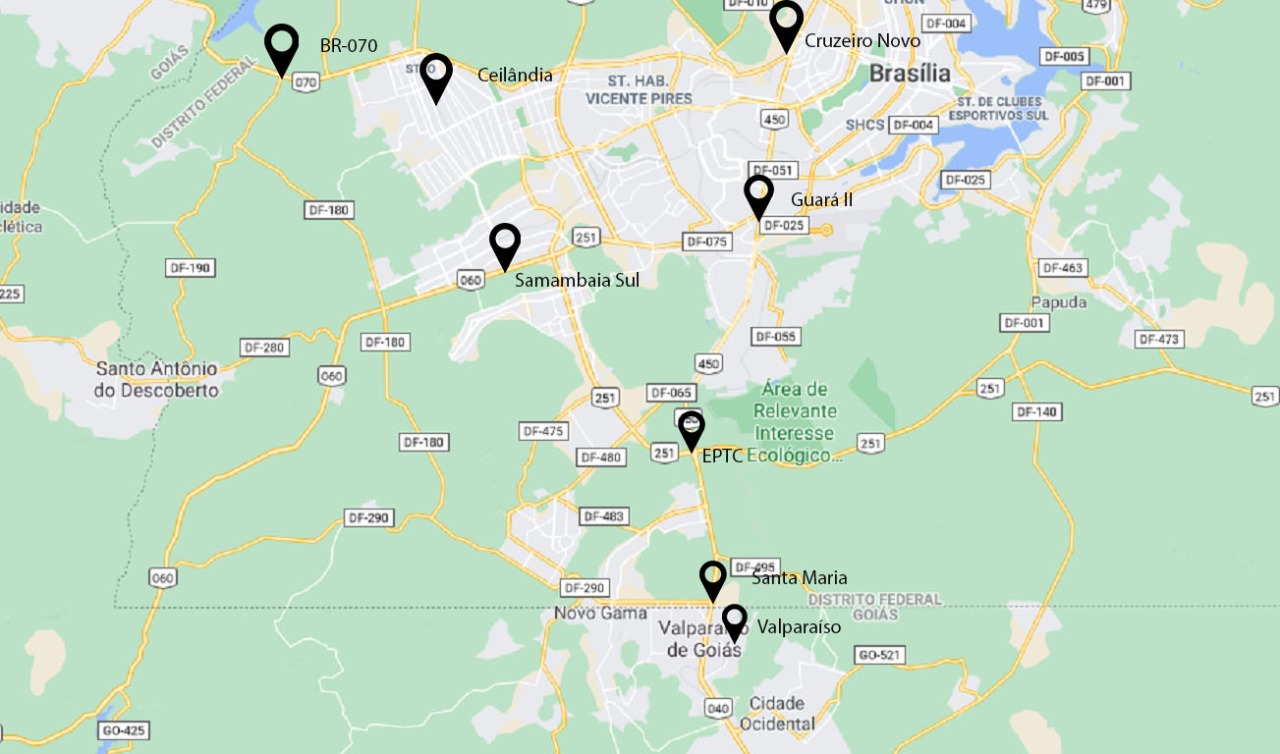 DF-010
SHCN
479
DF-004
BR-070
Cruzeiro Novo
GOIÁS
DF-005
Ceilândia
Brasília
070
ST. HAB.
VICENTE PIRES
DF-001
DISTRITO FEDERAL
ST. DE CLUBES
ESPORTIVOS SUL
450
SHCS
DF-004
DF-051
DF-025
Guará II
DF-180
idade
clética
DF-025
251
DF-075
DF-190
060
Samambaia Sul
DF-463
225
Papuda
DF-001
DF-055
DF-473
DF-280
DF-180
Santo Antônio
do Descoberto
060
450
251
DF-065
Área de
Relevante
Interesse
Ecológico...
251
251
DF-140
DF-475
DF-180
251
DF-480
251
EPTC
DF-290
DF-483
DF-495
060
Santa Maria
DF-290
DISTRITO FEDERAL
GOIÁS
Novo Gama
Valparaíso
Valparaíso
de Goiás
GO-521
040
Cidade
Ocidental
GO-425